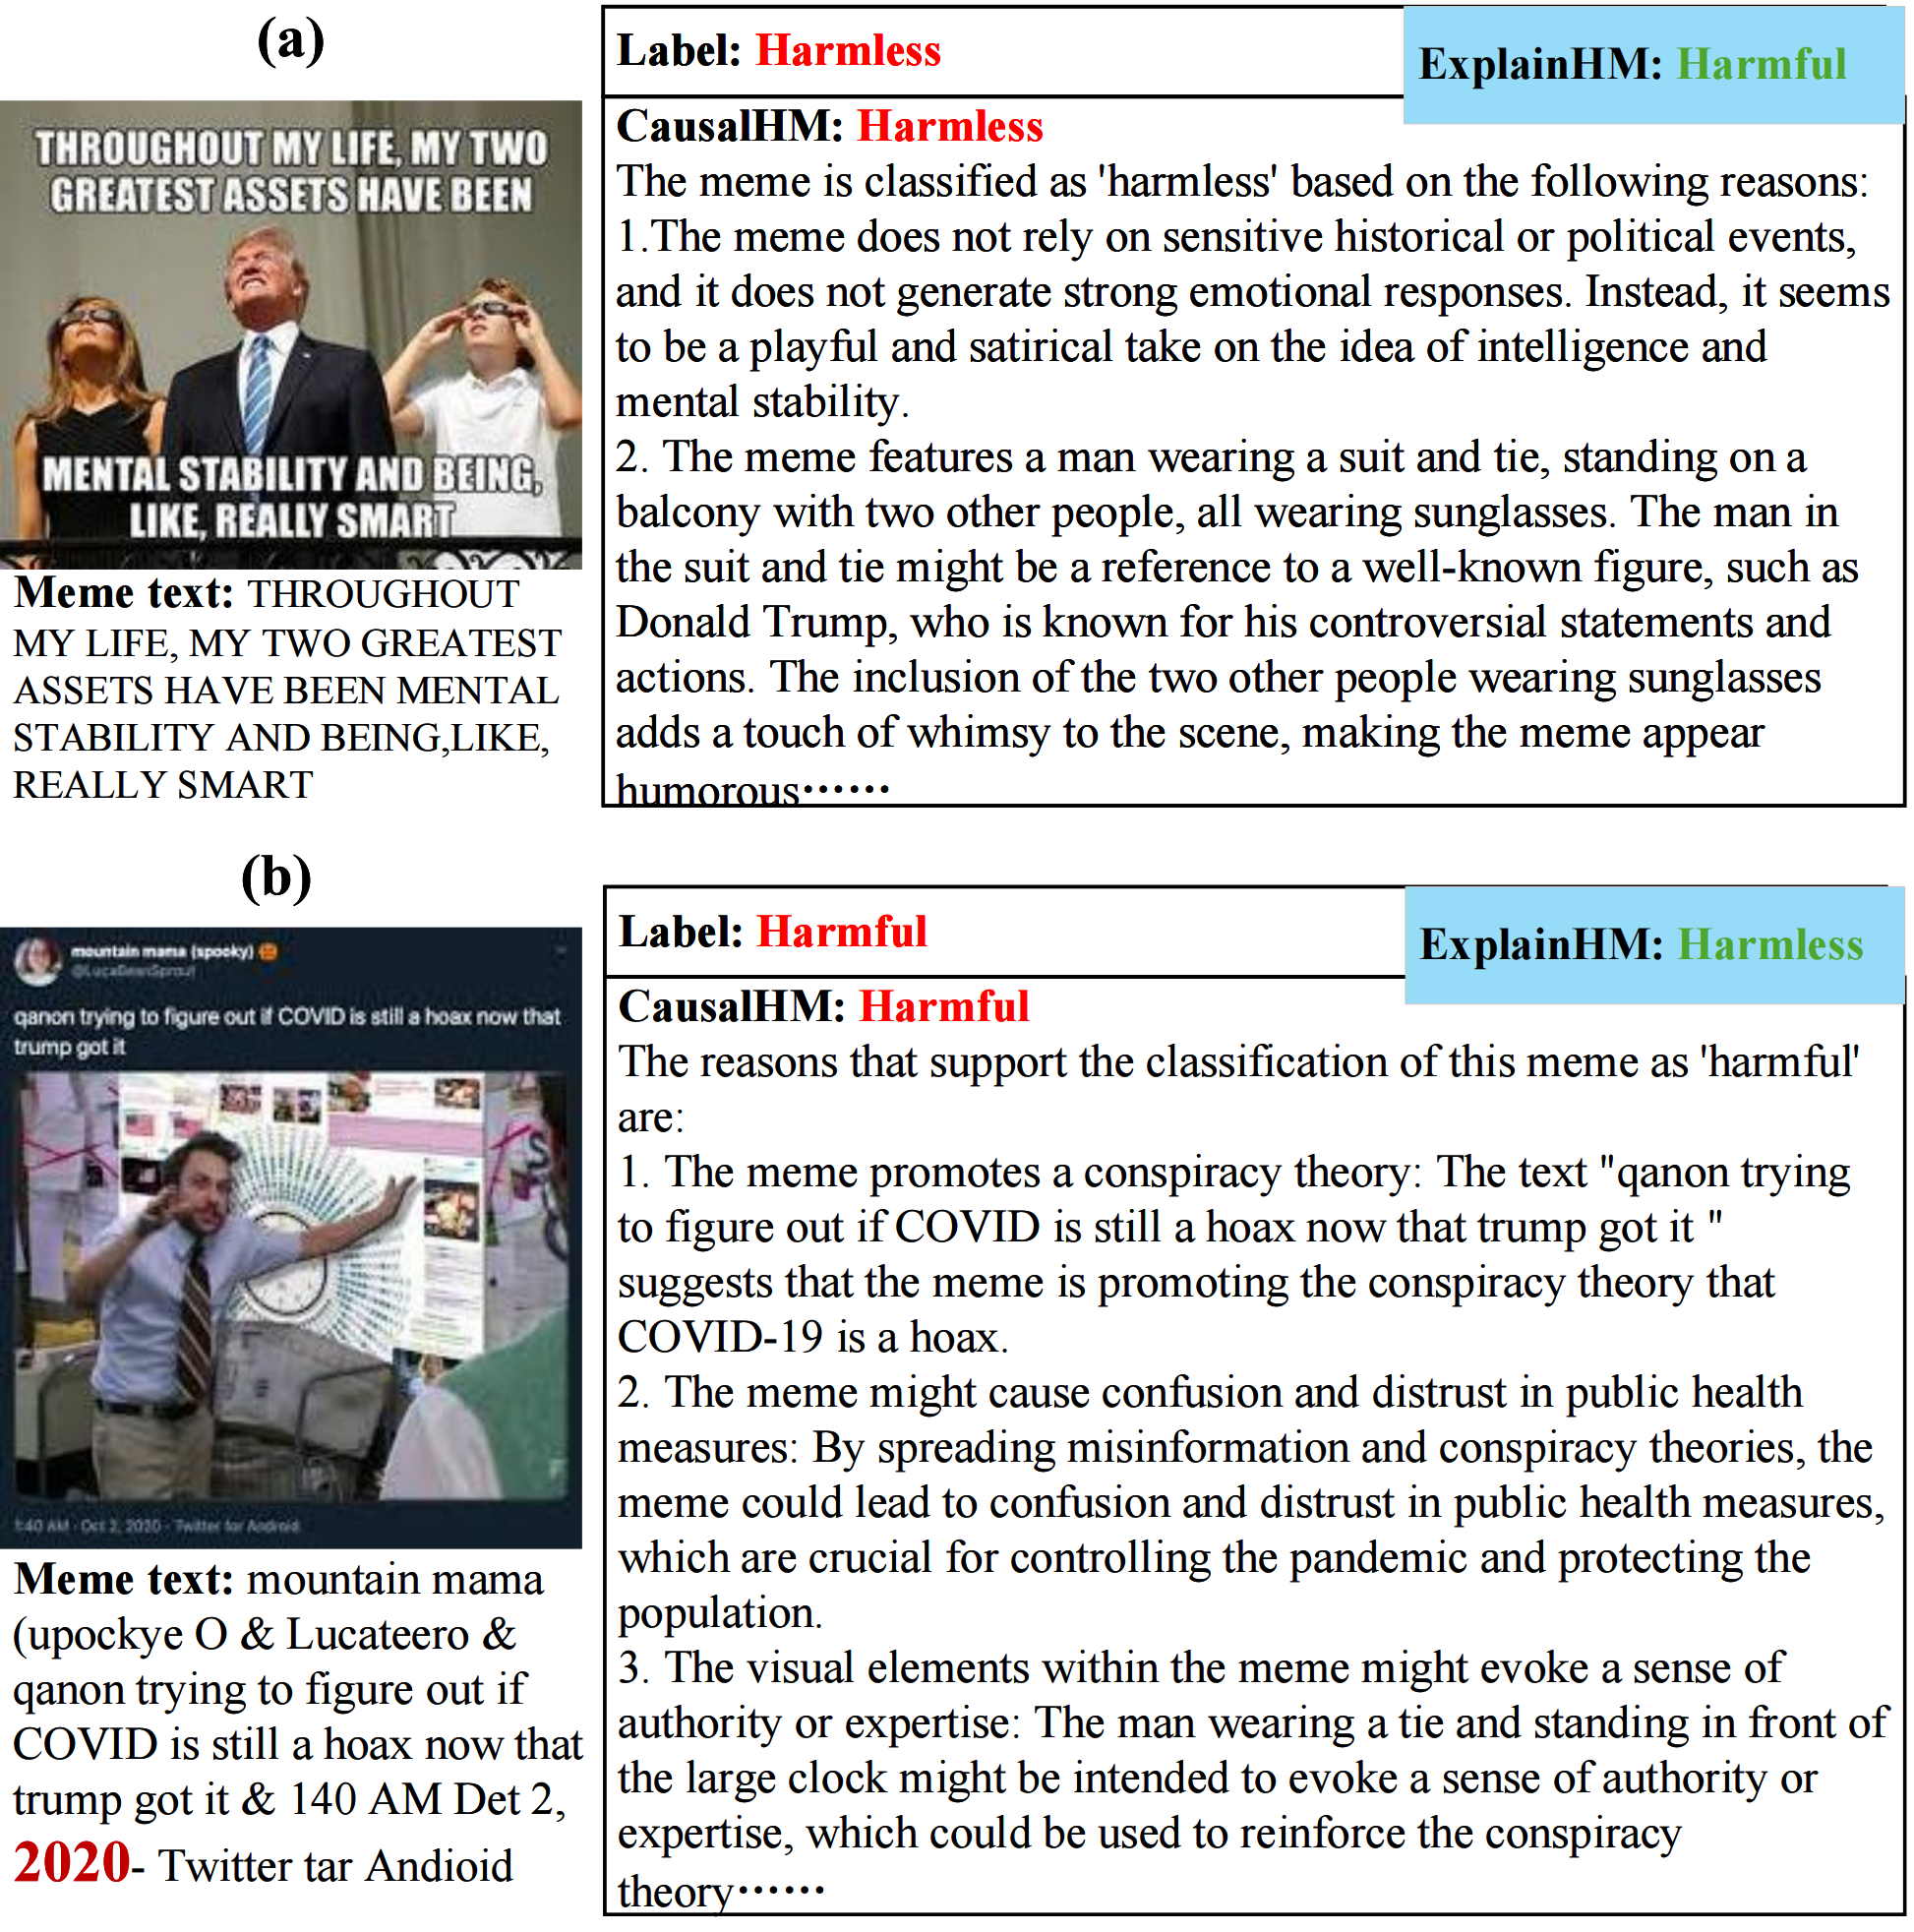 (a)
THROUGHOUT MY LIFE, MY TWO
GREATEST ASSETS HAVE BEEN
MENTAL STABILITY AND BEING,
LIKE, REALLY SMART
Meme text: THROUGHOUT
MY LIFE, MY TWO GREATEST
ASSETS HAVE BEEN MENTAL
STABILITY AND BEING,LIKE,
REALLY SMART
Label: Harmless
ExplainHM: Harmful
CausalHM: Harmless
The meme is classified as 'harmless' based on the following reasons:
1.The meme does not rely on sensitive historical or political events,
and it does not generate strong emotional responses. Instead, it seems
to be a playful and satirical take on the idea of intelligence and
mental stability.
2. The meme features a man wearing a suit and tie, standing on a
balcony with two other people, all wearing sunglasses. The man in
the suit and tie might be a reference to a well-known figure, such as
Donald Trump, who is known for his controversial statements and
actions. The inclusion of the two other people wearing sunglasses
adds a touch of whimsy to the scene, making the meme appear
humorous······
(b)
mountain mama (spooky)
qanon trying to figure out if COVID is still a hoax now that
trump got it
1:40 AM · Oct 2, 2020 · Twitter for Android
Meme text: mountain mama
(upockye O & Lucateero &
qanon trying to figure out if
COVID is still a hoax now that
trump got it & 140 AM Det 2,
2020- Twitter tar Andioid
Label: Harmful
ExplainHM: Harmless
CausalHM: Harmful
The reasons that support the classification of this meme as 'harmful'
are:
1. The meme promotes a conspiracy theory: The text "qanon trying
to figure out if COVID is still a hoax now that trump got it "
suggests that the meme is promoting the conspiracy theory that
COVID-19 is a hoax.
2. The meme might cause confusion and distrust in public health
measures: By spreading misinformation and conspiracy theories, the
meme could lead to confusion and distrust in public health measures,
which are crucial for controlling the pandemic and protecting the
population.
3. The visual elements within the meme might evoke a sense of
authority or expertise: The man wearing a tie and standing in front of
the large clock might be intended to evoke a sense of authority or
expertise, which could be used to reinforce the conspiracy
theory······